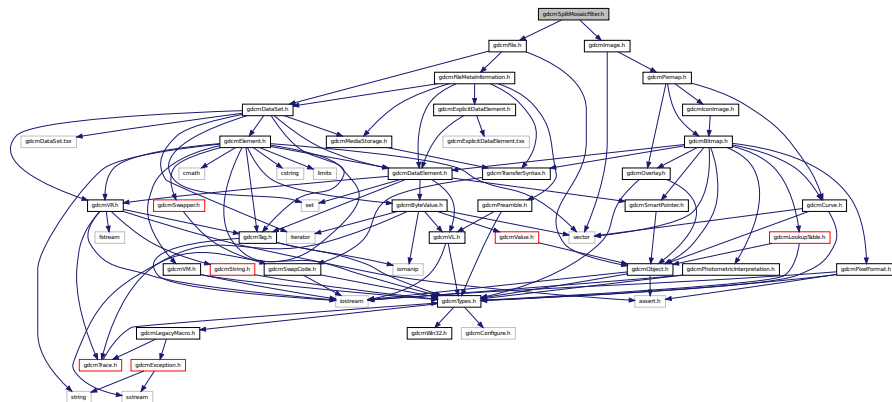 gdcmSplitMosaicFilter.h
gdcmFile.h
gdcmImage.h
gdcmFileMetaInformation.h
gdcmPixmap.h
gdcmDataSet.h
gdcmExplicitDataElement.h
gdcmIconImage.h
gdcmDataSet.txx
gdcmElement.h
gdcmMediaStorage.h
gdcmExplicitDataElement.txx
gdcmBitmap.h
cmath
cstring
limits
gdcmDataElement.h
gdcmTransferSyntax.h
gdcmOverlay.h
gdcmVR.h
gdcmSwapper.h
set
gdcmByteValue.h
gdcmPreamble.h
gdcmSmartPointer.h
gdcmCurve.h
fstream
gdcmTag.h
iterator
gdcmVL.h
gdcmValue.h
vector
gdcmLookupTable.h
gdcmVM.h
gdcmString.h
gdcmSwapCode.h
iomanip
gdcmObject.h
gdcmPhotometricInterpretation.h
gdcmPixelFormat.h
iostream
gdcmTypes.h
assert.h
gdcmLegacyMacro.h
gdcmWin32.h
gdcmConfigure.h
gdcmTrace.h
gdcmException.h
string
sstream